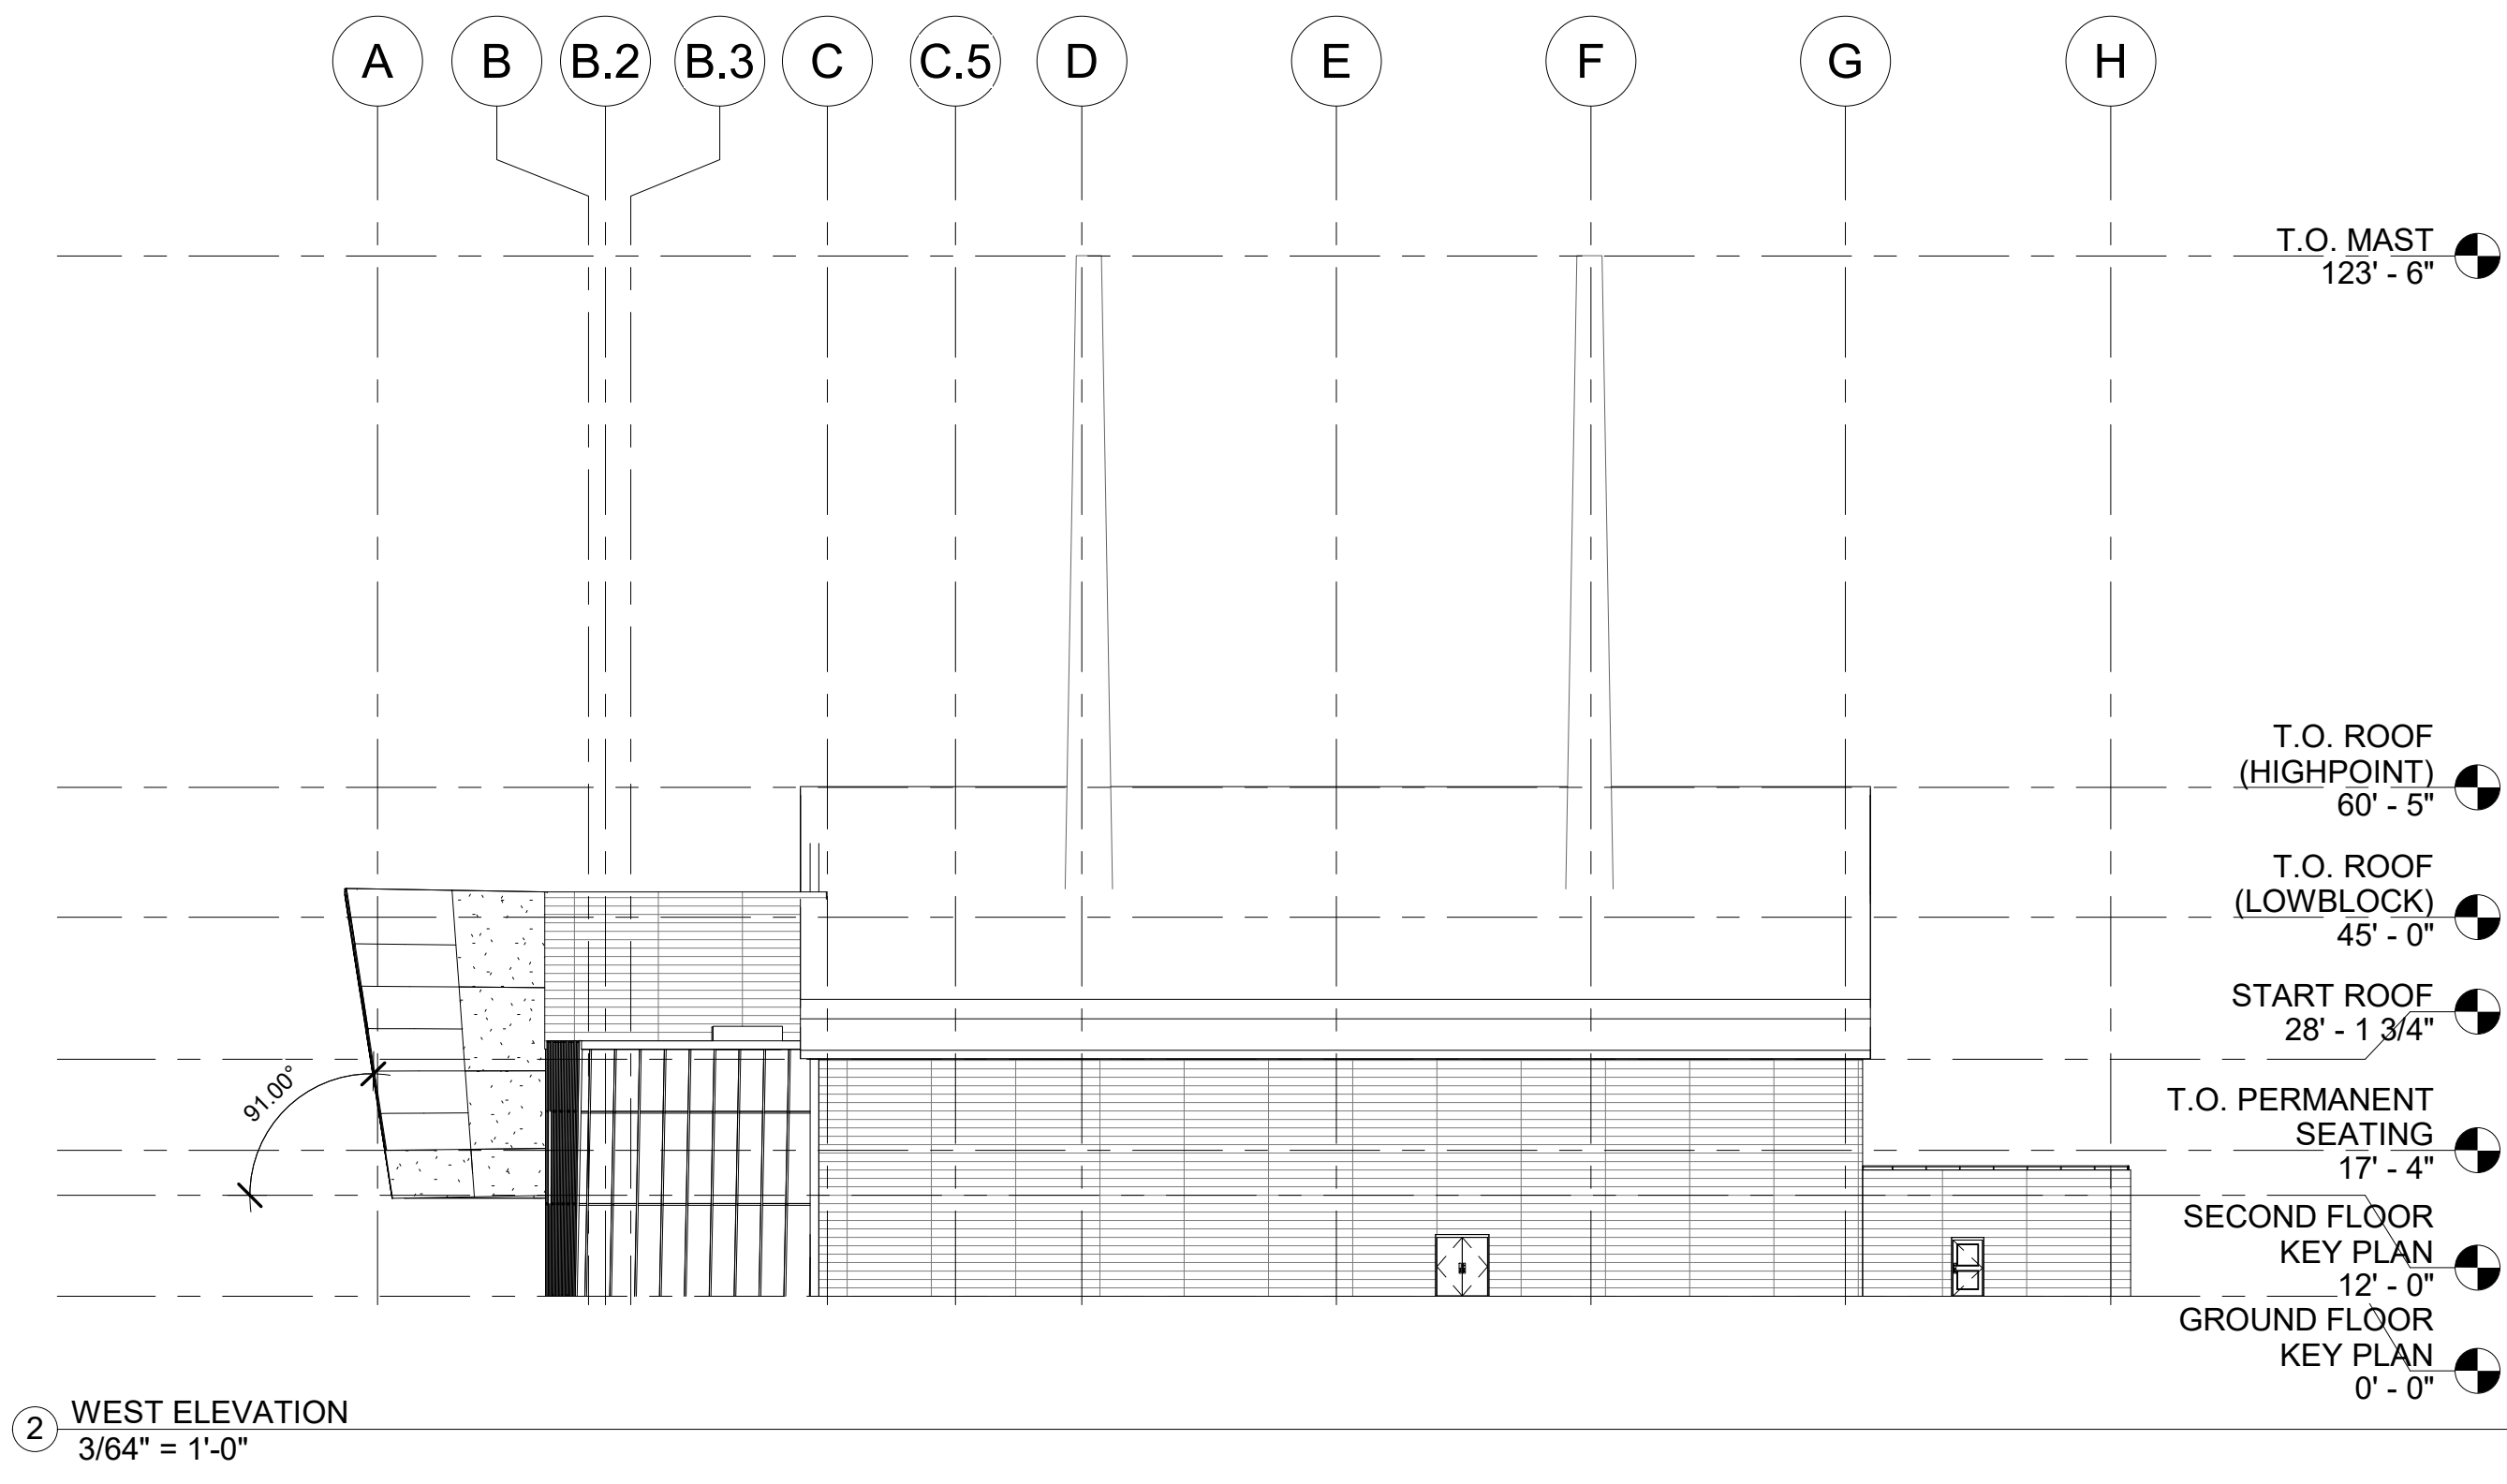 A B B.2 B.3 C C.5 D E F G H
T.O. MAST
123' - 6"
T.O. ROOF
(HIGHPOINT)
60' - 5"
T.O. ROOF
(LOWBLOCK)
45' - 0"
START ROOF
28' - 1 3/4"
91.00°
T.O. PERMANENT
SEATING
17' - 4"
SECOND FLOOR
KEY PLAN
12' - 0"
GROUND FLOOR
KEY PLAN
0' - 0"
2 WEST ELEVATION
3/64" = 1'-0"